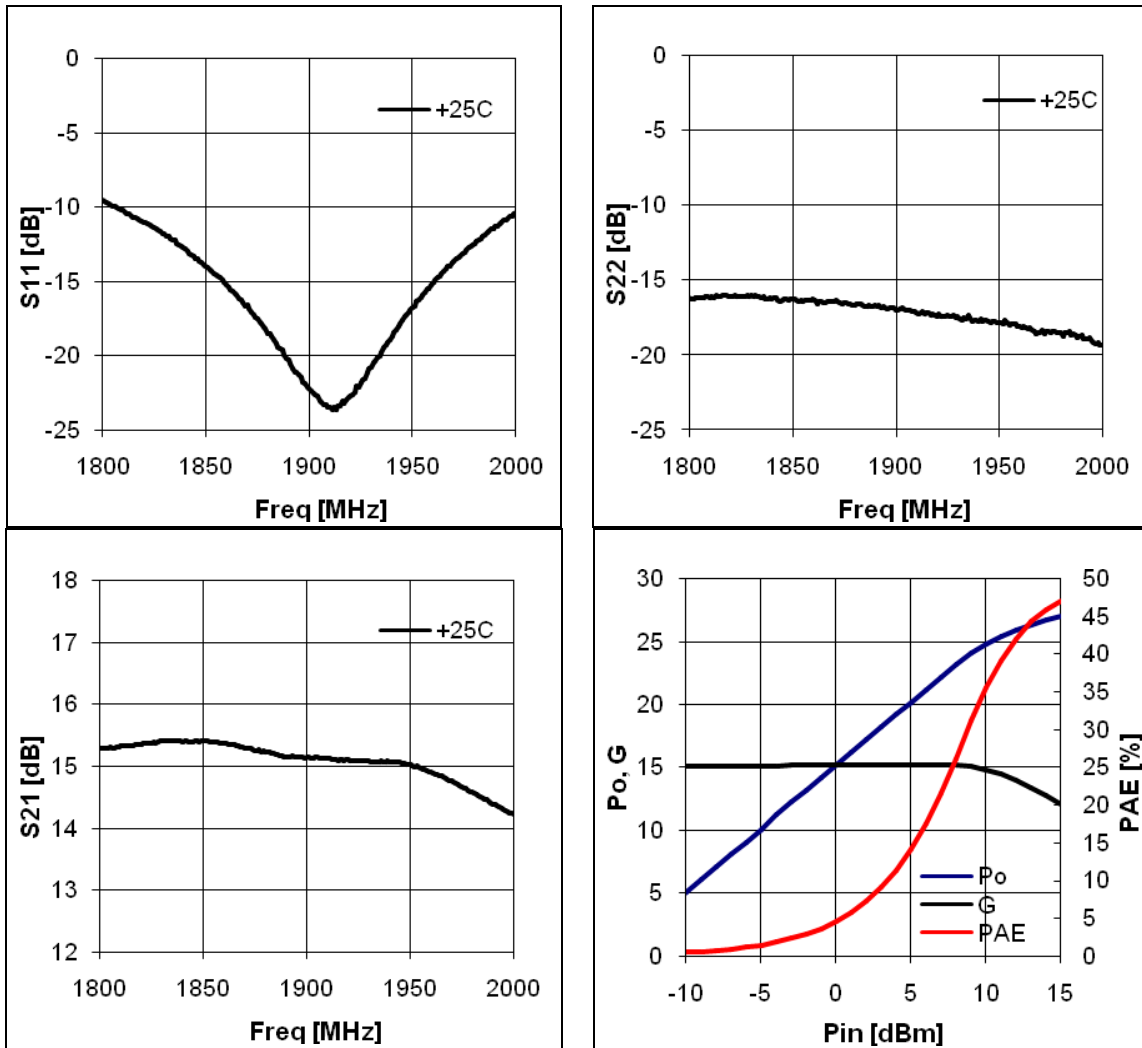 0
-5
-10
-15
-20
-25
S11 [dB]
+25C
1800 1850 1900 1950 2000
Freq [MHz]
0
-5
-10
-15
-20
-25
S22 [dB]
+25C
1800 1850 1900 1950 2000
Freq [MHz]
18
17
16
15
14
13
12
S21 [dB]
+25C
1800 1850 1900 1950 2000
Freq [MHz]
30
25
20
15
10
5
0
Po, G
50
45
40
35
30
25
20
15
10
5
0
PAE [%]
Po
G
PAE
-10 -5 0 5 10 15
Pin [dBm]